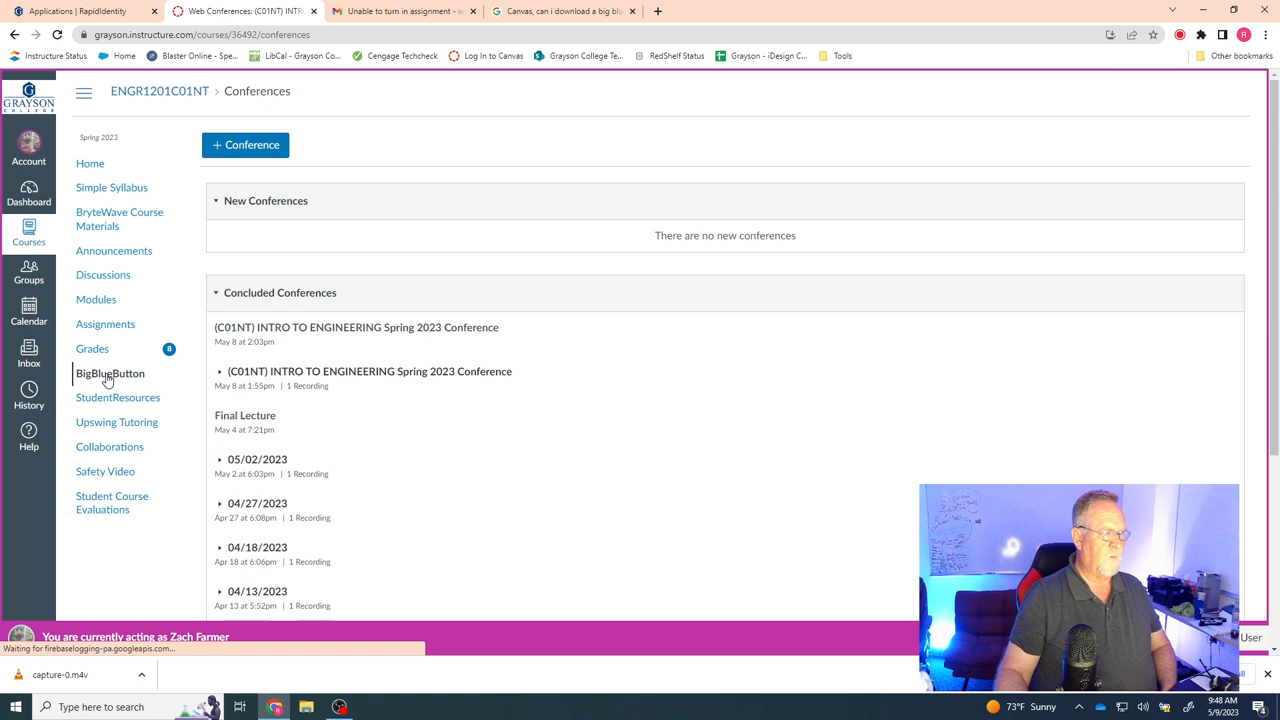 Applications | RapidIdentity
Web Conferences: (C01NT) INTR
Unable to turn in assignment - w
Canvas, can i download a big blu
grayson.instructure.com/courses/36492/conferences
R
Instructure Status
Home
Blaster Online - Spe...
LibCal - Grayson Co...
Cengage Techcheck
Log In to Canvas
Grayson College Te...
RedShelf Status
Grayson - iDesign C...
Tools
Other bookmarks
GRAYSON
COLLEGE
Account
Dashboard
Courses
Groups
Calendar
Inbox
History
Help
ENGR1201C01NT › Conferences
Spring 2023
Home
Simple Syllabus
BryteWave Course
Materials
Announcements
Discussions
Modules
Assignments
Grades 8
BigBlueButton
StudentResources
Upswing Tutoring
Collaborations
Safety Video
Student Course
Evaluations
+ Conference
New Conferences
There are no new conferences
Concluded Conferences
(C01NT) INTRO TO ENGINEERING Spring 2023 Conference
May 8 at 2:03pm
(C01NT) INTRO TO ENGINEERING Spring 2023 Conference
May 8 at 1:55pm | 1 Recording
Final Lecture
May 4 at 7:21pm
05/02/2023
May 2 at 6:03pm | 1 Recording
04/27/2023
Apr 27 at 6:08pm | 1 Recording
04/18/2023
Apr 18 at 6:06pm | 1 Recording
04/13/2023
Apr 13 at 5:52pm | 1 Recording
You are currently acting as Zach Farmer
User
Waiting for firebaselogging-pa.googleapis.com...
capture-0.m4v
Type here to search
73°F Sunny
9:48 AM
5/9/2023
4